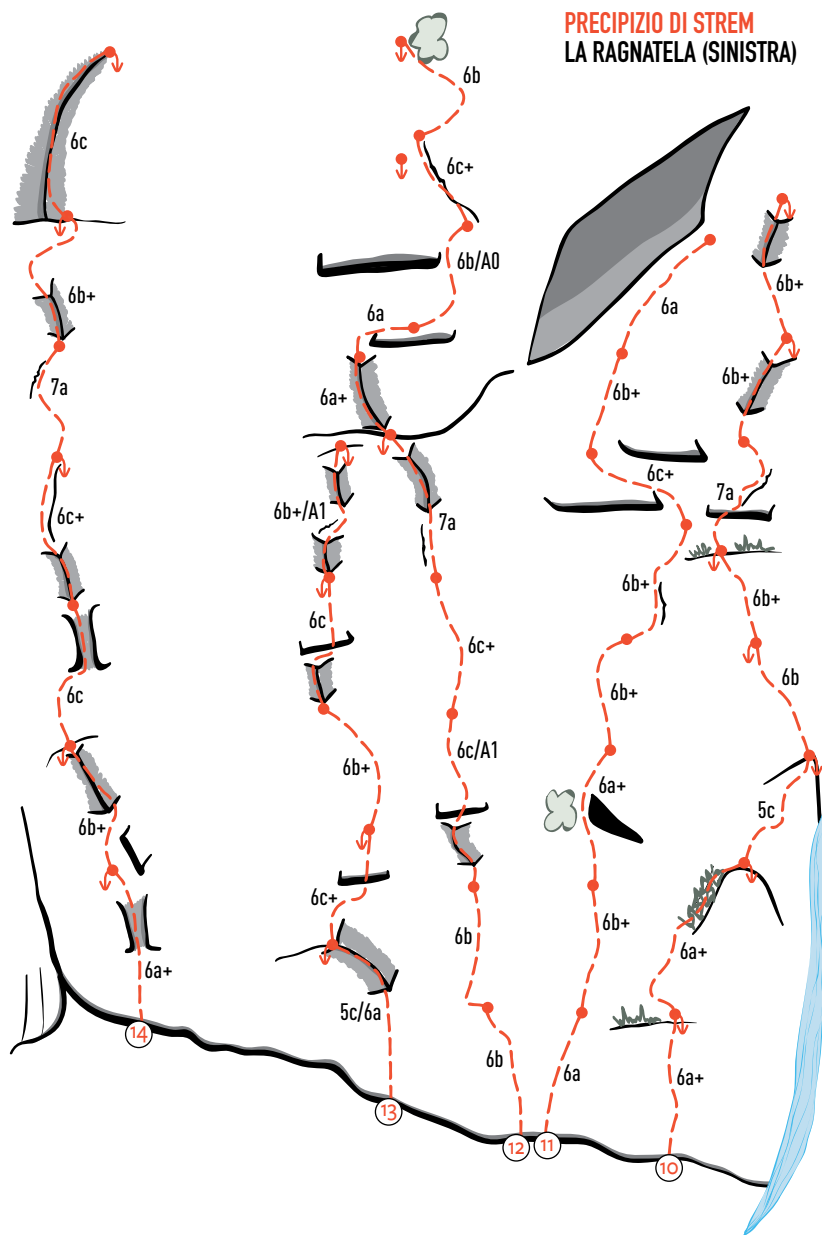 PRECIPIZIO DI STREM
LA RAGNATELA (SINISTRA)
6b
6c
6c+
6b/A0
6a
6b+
6a
6b+
7a
6a+
6b+
6b+
6c+
7a
6c+
6b+/A1
7a
6b+
6b+
6c
6c+
6b
6c
6b+
6b+
6c/A1
6a+
5c
6b+
6c+
6b+
6b
6a+
6a+
5c/6a
6b
6a
6a+
14
13
12
11
10